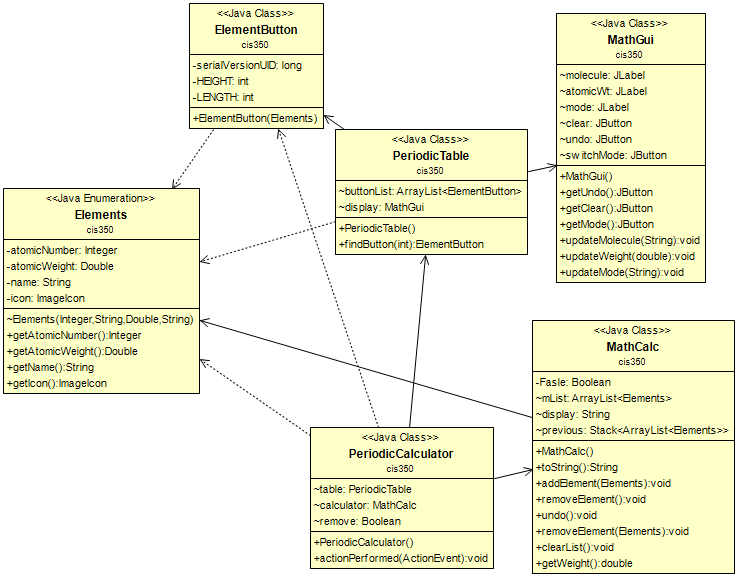 <<Java Class>>
ElementButton
cis350
-serialVersionUID: long
-HEIGHT: int
-LENGTH: int
+ElementButton(Elements)
<<Java Class>>
MathGui
cis350
~molecule: JLabel
~atomicWt: JLabel
~mode: JLabel
~clear: JButton
~undo: JButton
~switchMode: JButton
+MathGui()
+getUndo():JButton
+getClear():JButton
+getMode():JButton
+updateMolecule(String):void
+updateWeight(double):void
+updateMode(String):void
<<Java Class>>
PeriodicTable
cis350
~buttonList: ArrayList<ElementButton>
~display: MathGui
+PeriodicTable()
+findButton(int):ElementButton
<<Java Enumeration>>
Elements
cis350
-atomicNumber: Integer
-atomicWeight: Double
-name: String
-icon: ImageIcon
~Elements(Integer,String,Double,String)
+getAtomicNumber():Integer
+getAtomicWeight():Double
+getName():String
+getIcon():ImageIcon
<<Java Class>>
MathCalc
cis350
-Fasle: Boolean
~mList: ArrayList<Elements>
~display: String
~previous: Stack<ArrayList<Elements>>
+MathCalc()
+toString():String
+addElement(Elements):void
+removeElement():void
+undo():void
+removeElement(Elements):void
+clearList():void
+getWeight():double
<<Java Class>>
PeriodicCalculator
cis350
~table: PeriodicTable
~calculator: MathCalc
~remove: Boolean
+PeriodicCalculator()
+actionPerformed(ActionEvent):void